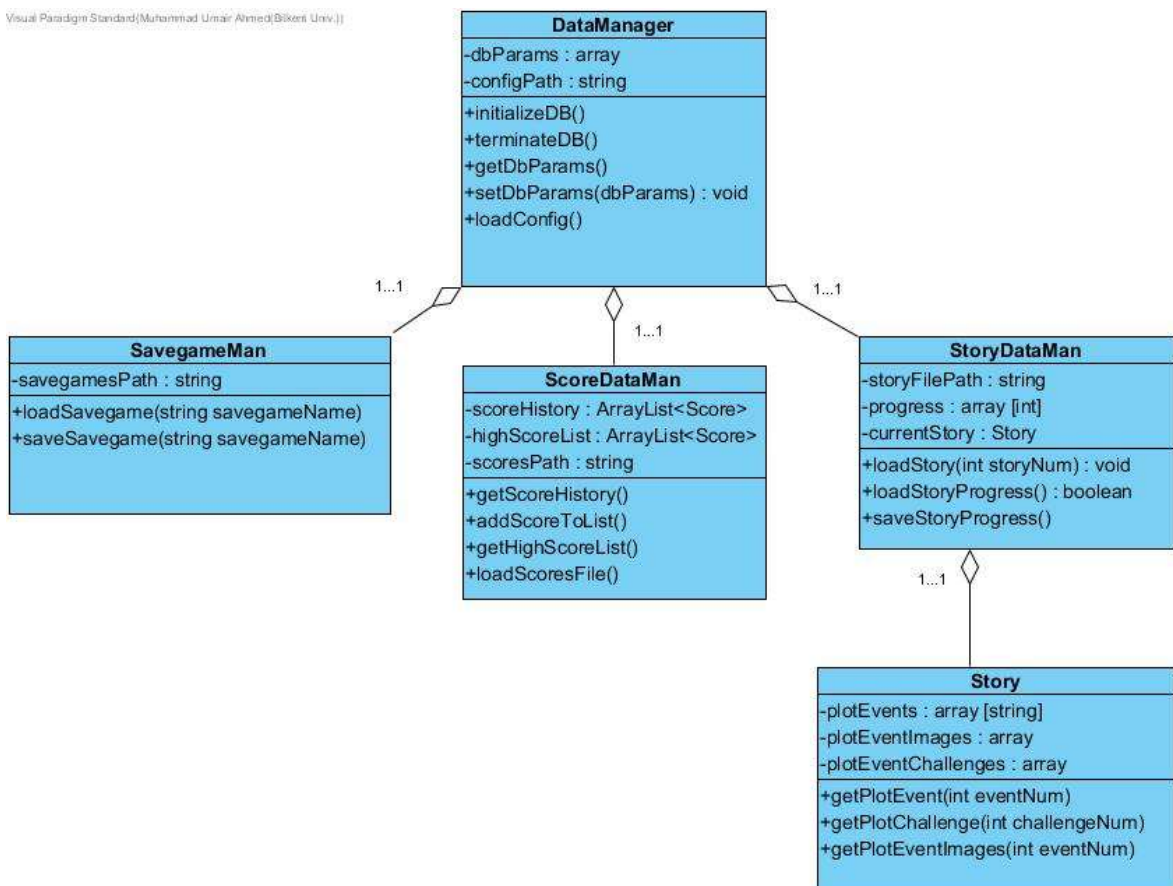 Visual Paradigm Standard(Muhammad Umair Ahmed(Bilkent Univ.))
DataManager
-dbParams : array
-configPath : string
+initializeDB()
+terminateDB()
+getDbParams()
+setDbParams(dbParams) : void
+loadConfig()
1...1
1...1
1...1
SavegameMan
-savegamesPath : string
+loadSavegame(string savegameName)
+saveSavegame(string savegameName)
ScoreDataMan
-scoreHistory : ArrayList<Score>
-highScoreList : ArrayList<Score>
-scoresPath : string
+getScoreHistory()
+addScoreToList()
+getHighScoreList()
+loadScoresFile()
StoryDataMan
-storyFilePath : string
-progress : array [int]
-currentStory : Story
+loadStory(int storyNum) : void
+loadStoryProgress() : boolean
+saveStoryProgress()
1...1
Story
-plotEvents : array [string]
-plotEventImages : array
-plotEventChallenges : array
+getPlotEvent(int eventNum)
+getPlotChallenge(int challengeNum)
+getPlotEventImages(int eventNum)